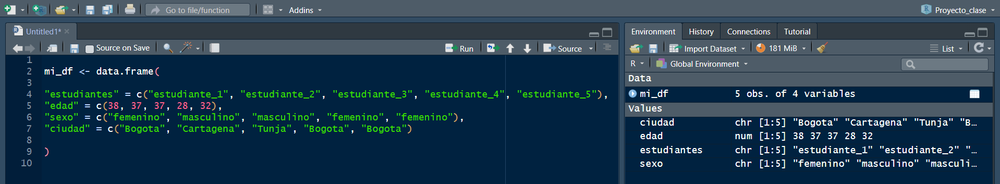 Go to file/function
Addins
Proyecto_clase
Untitled1*
Source on Save
Run
Source
1
2 mi_df <- data.frame(
3
4 "estudiantes" = c("estudiante_1", "estudiante_2", "estudiante_3", "estudiante_4", "estudiante_5"),
5 "edad" = c(38, 37, 37, 28, 32),
6 "sexo" = c("femenino", "masculino", "masculino", "femenino", "femenino"),
7 "ciudad" = c("Bogota", "Cartagena", "Tunja", "Bogota", "Bogota")
8
9 )
10
Environment History Connections Tutorial
Import Dataset 181 MiB List
R Global Environment
Data
mi_df 5 obs. of 4 variables
Values
ciudad chr [1:5] "Bogota" "Cartagena" "Tunja" "B…
edad num [1:5] 38 37 37 28 32
estudiantes chr [1:5] "estudiante_1" "estudiante_2" "…
sexo chr [1:5] "femenino" "masculino" "masculi…